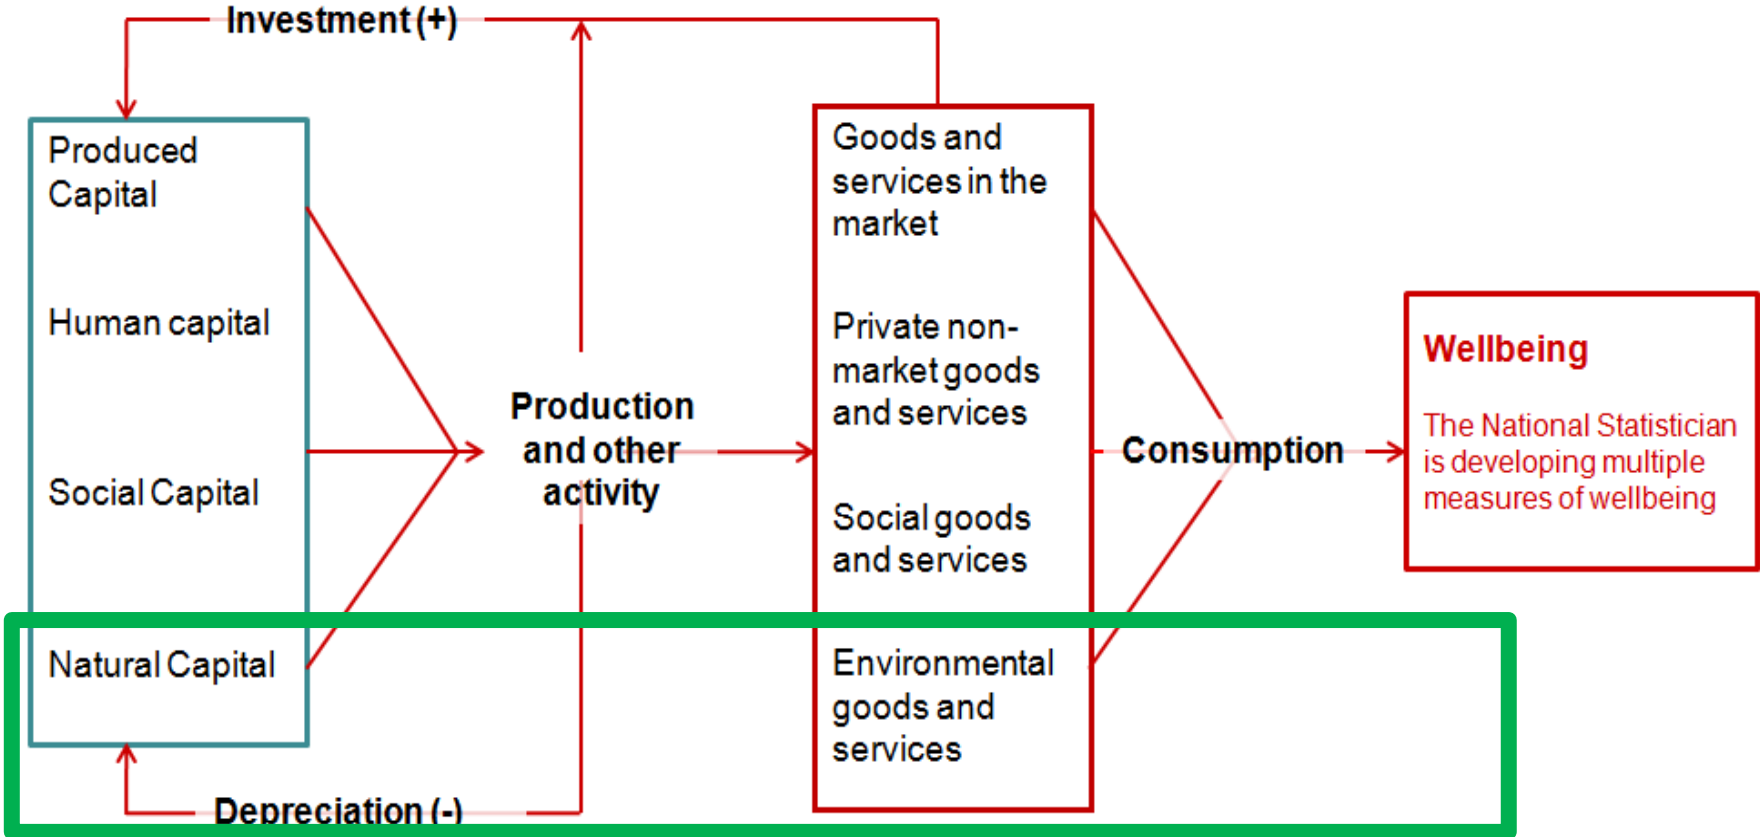 Investment (+)
Produced
Capital
Human capital
Social Capital
Natural Capital
Depreciation (-)
Production
and other
activity
Goods and
services in the
market
Private non-
market goods
and services
Social goods
and services
Environmental
goods and
services
Consumption
Wellbeing
The National Statistician
is developing multiple
measures of wellbeing